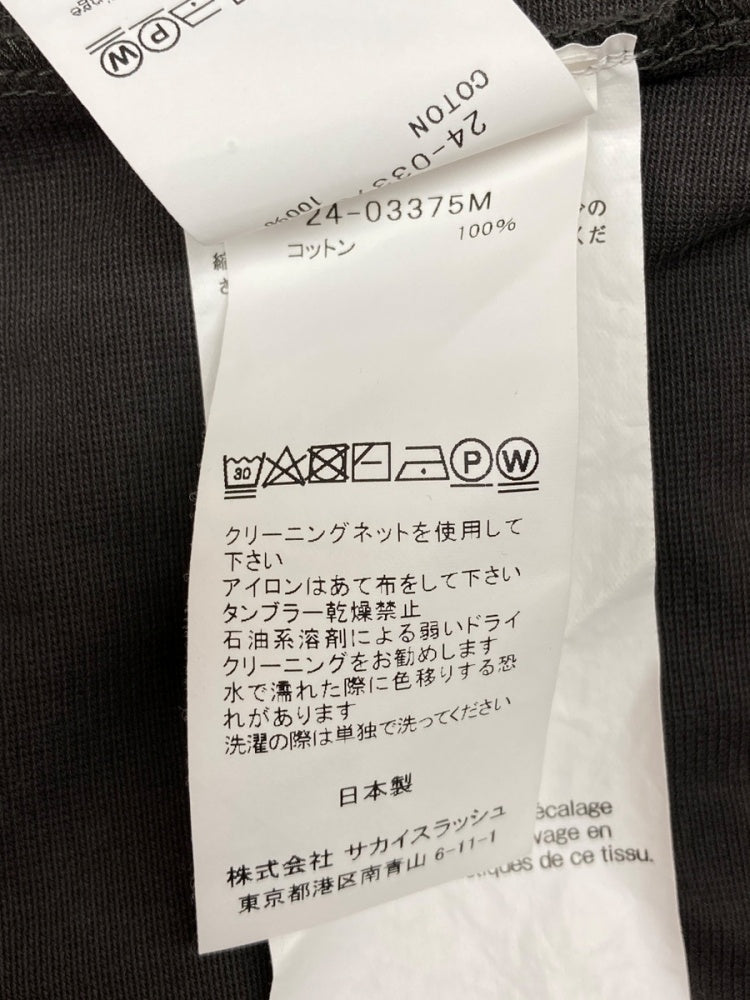 COTON
24-03375M
コットン 100%
30
P
W
クリーニングネットを使用して
下さい
アイロンはあて布をして下さい
タンブラー乾燥禁止
石油系溶剤による弱いドライ
クリーニングをお勧めします
水で濡れた際に色移りする恐
れがあります
洗濯の際は単独で洗ってください
日本製
株式会社 サカイスラッシュ
東京都港区南青山 6-11-1
écalage
en
de ce tissu.